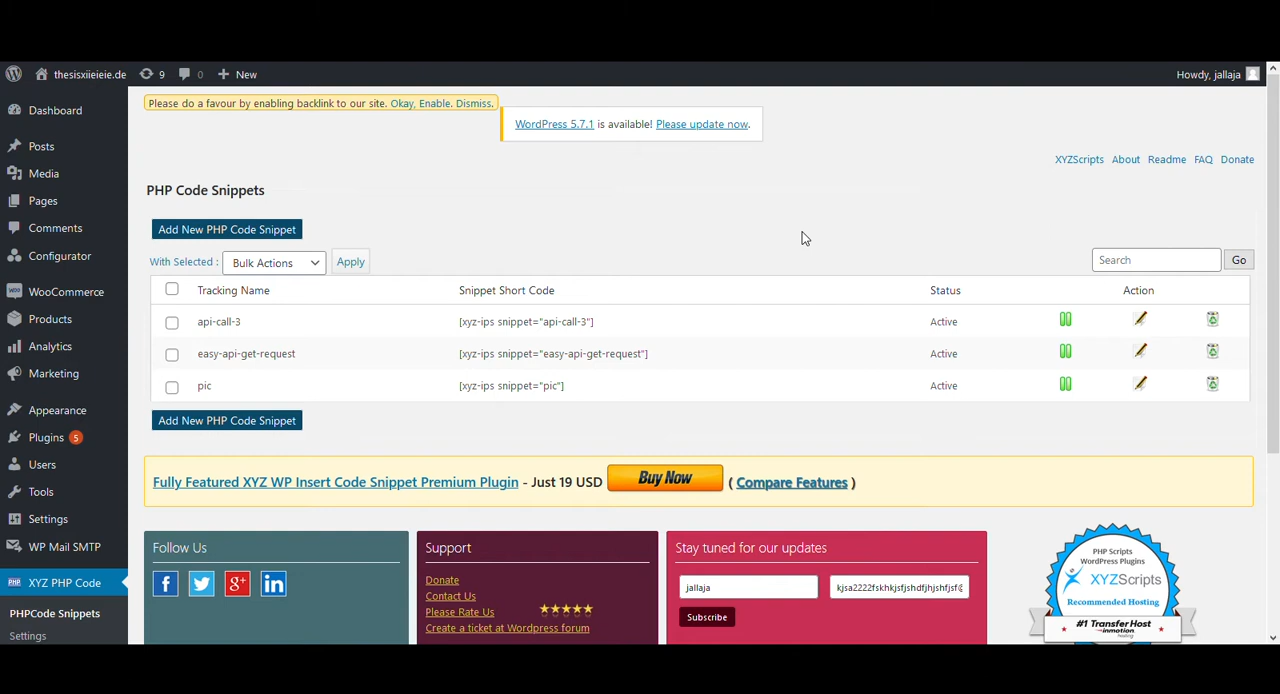 thesisxiieieie.de 9 0 New Howdy, jallaja
Dashboard
Posts
Media
Pages
Comments
Configurator
WooCommerce
Products
Analytics
Marketing
Appearance
Plugins 5
Users
Tools
Settings
WP Mail SMTP
PHP XYZ PHP Code
PHPCode Snippets
Settings
Please do a favour by enabling backlink to our site. Okay, Enable. Dismiss.
WordPress 5.7.1 is available! Please update now.
XYZScripts About Readme FAQ Donate
PHP Code Snippets
Add New PHP Code Snippet
With Selected : Bulk Actions Apply Search Go
Tracking Name Snippet Short Code Status Action
api-call-3 [xyz-ips snippet="api-call-3"] Active
easy-api-get-request [xyz-ips snippet="easy-api-get-request"] Active
pic [xyz-ips snippet="pic"] Active
Add New PHP Code Snippet
Fully Featured XYZ WP Insert Code Snippet Premium Plugin - Just 19 USD Buy Now ( Compare Features )
Follow Us
Support
Donate
Contact Us
Please Rate Us
Create a ticket at Wordpress forum
Stay tuned for our updates
jallaja kjsa2222fskhkjsfjshdfjhjshfjsf@
Subscribe
PHP Scripts
WordPress Plugins
XYZScripts
Recommended Hosting
#1 Transfer Host
inmotion
hosting